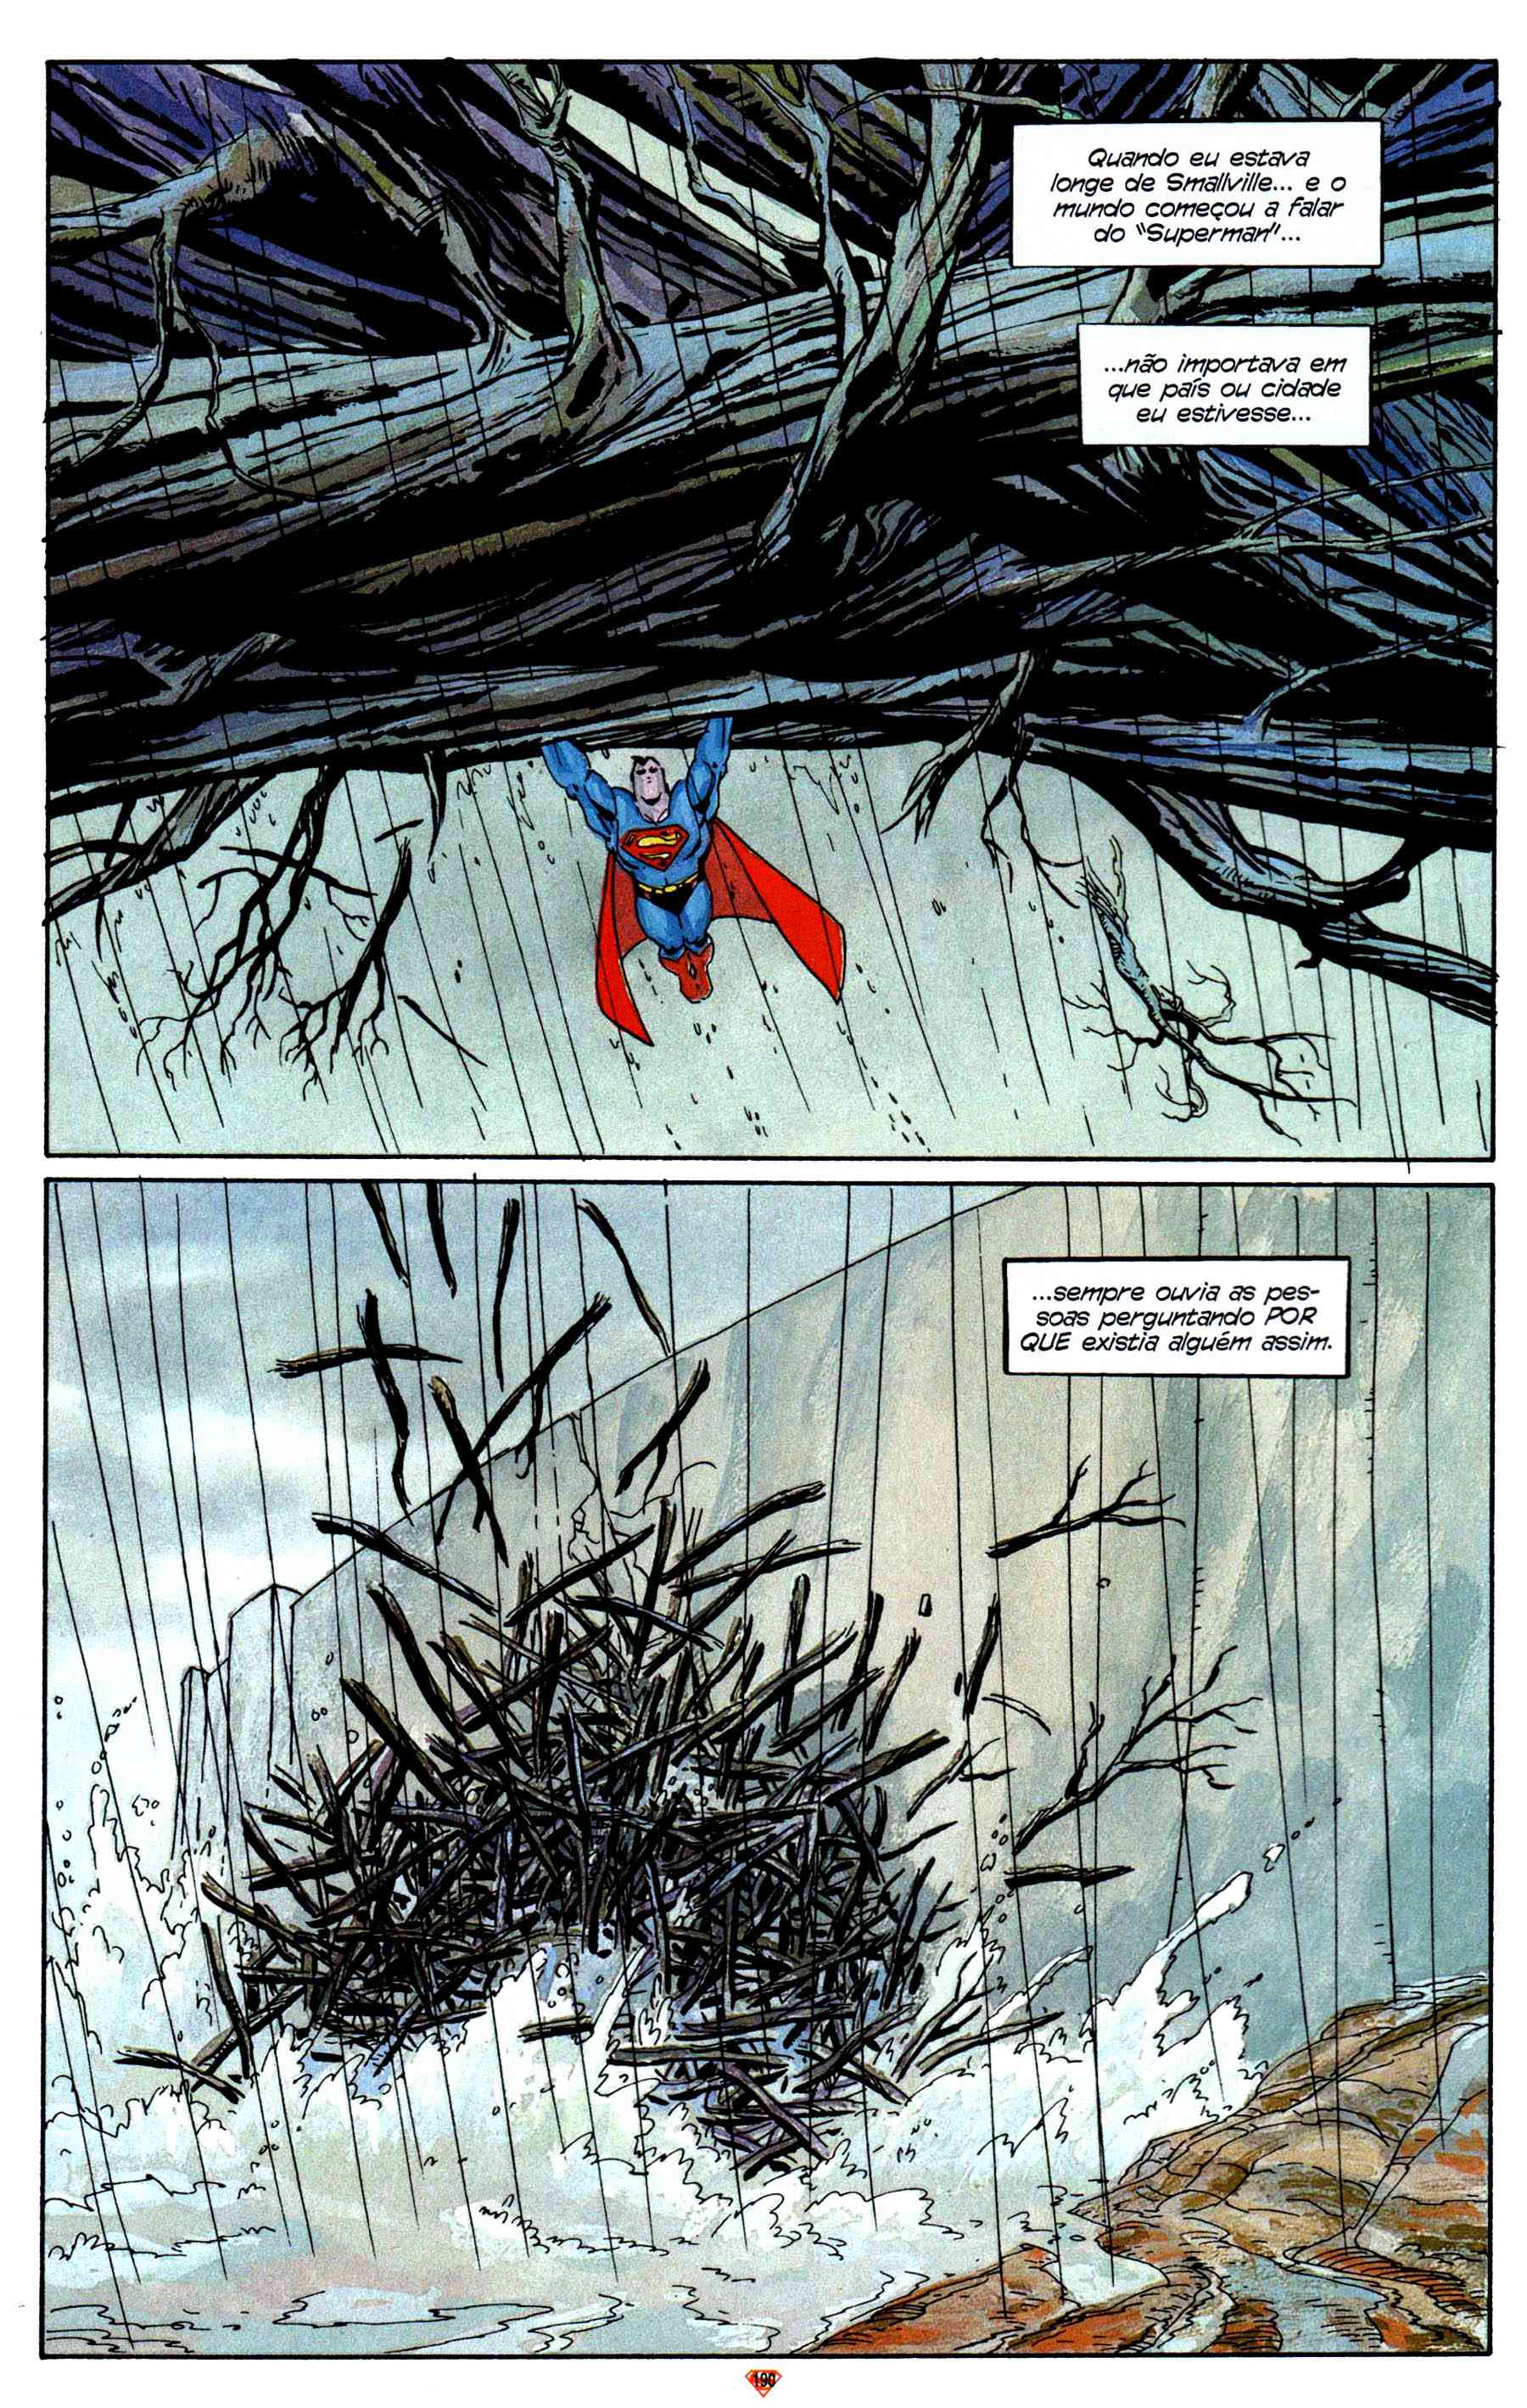 Quando eu estava
longe de Smallville... e o
mundo começou a falar
do "Superman"...
...não importava em
que país ou cidade
eu estivesse...
S
...sempre ouvia as pes-
soas perguntando POR
QUE existia alguém assim.
190